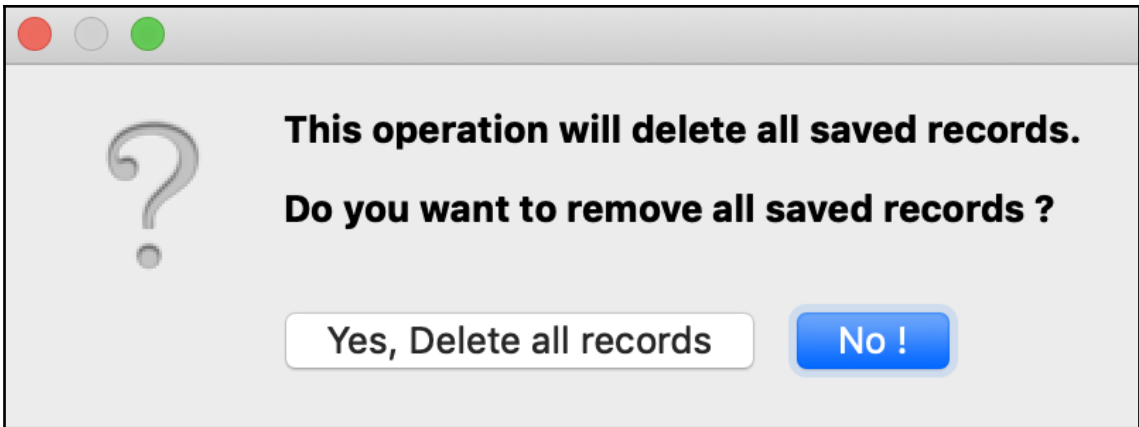 This operation will delete all saved records.
Do you want to remove all saved records ?
Yes, Delete all records
No !